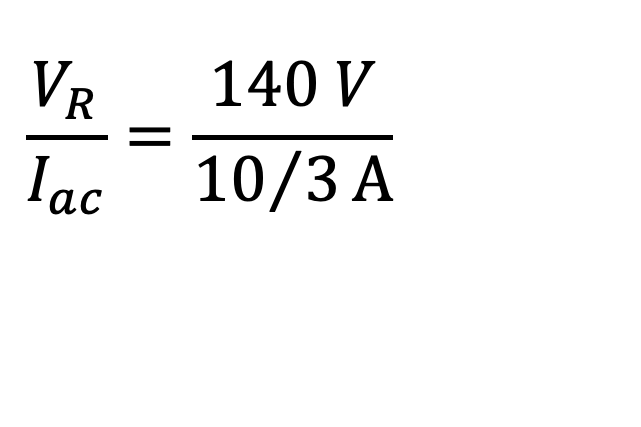 V_R / I_ac = 140 V / 10/3 A